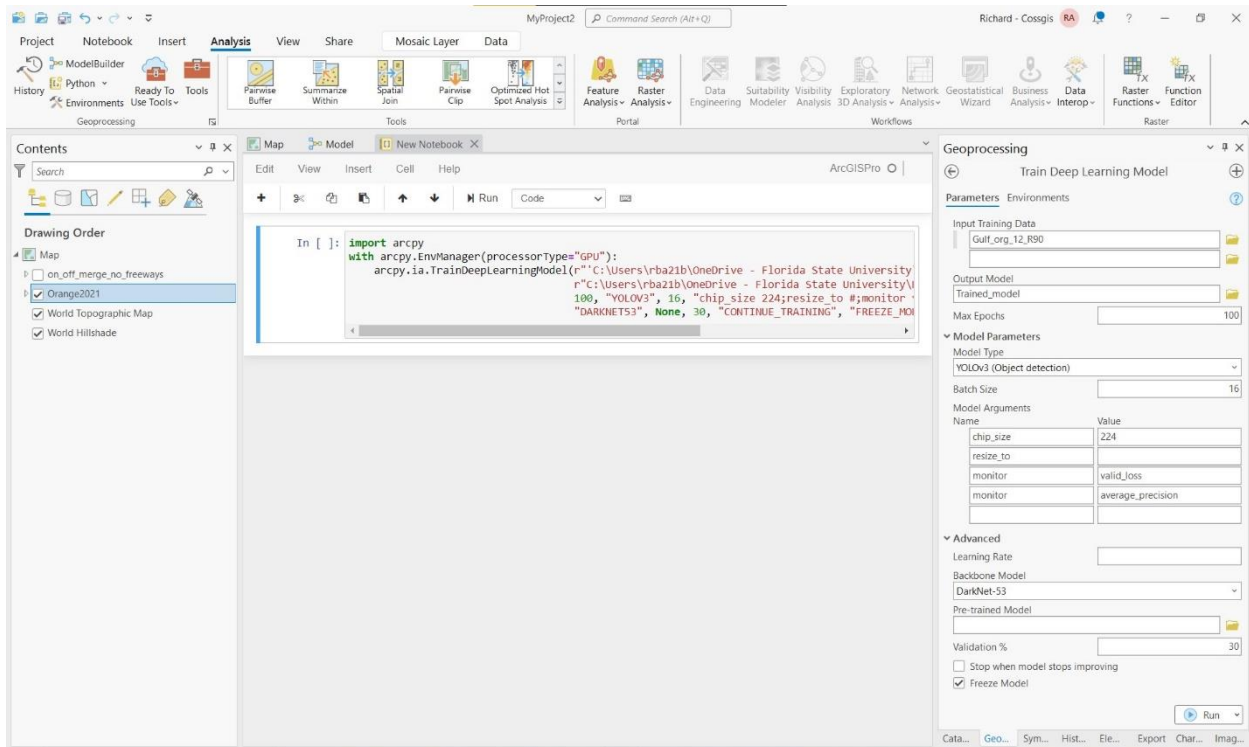 MyProject2
Command Search (Alt+Q)
Richard - Cossgis RA
?
Project Notebook Insert Analysis View Share Mosaic Layer Data
History
ModelBuilder
Python
Environments
Ready To Use Tools
Tools
Geoprocessing
Pairwise Buffer
Summarize Within
Spatial Join
Pairwise Clip
Optimized Hot Spot Analysis
Tools
Feature Analysis
Raster Analysis
Portal
Data Engineering
Suitability Modeler
Visibility Analysis
Exploratory 3D Analysis
Network Analysis
Geostatistical Wizard
Business Analysis
Data Interop
Workflows
Raster Functions
Function Editor
Raster
Contents
Search
Drawing Order
Map
on_off_merge_no_freeways
Orange2021
World Topographic Map
World Hillshade
Map Model New Notebook
Edit View Insert Cell Help
ArcGISPro
Run Code
In [ ]: import arcpy
with arcpy.EnvManager(processorType="GPU"):
arcpy.ia.TrainDeepLearningModel(r"'C:\Users\rba21b\OneDrive - Florida State University
r"C:\Users\rba21b\OneDrive - Florida State University\
100, "YOLOV3", 16, "chip_size 224;resize_to #;monitor
"DARKNET53", None, 30, "CONTINUE_TRAINING", "FREEZE_MO
Geoprocessing
Train Deep Learning Model
Parameters Environments
?
Input Training Data
Gulf_org_12_R90
Output Model
Trained_model
Max Epochs 100
Model Parameters
Model Type
YOLOv3 (Object detection)
Batch Size 16
Model Arguments
Name Value
chip_size 224
resize_to
monitor valid_loss
monitor average_precision
Advanced
Learning Rate
Backbone Model
DarkNet-53
Pre-trained Model
Validation % 30
Stop when model stops improving
Freeze Model
Run
Cata... Geo... Sym... Hist... Ele... Export Char... Imag...